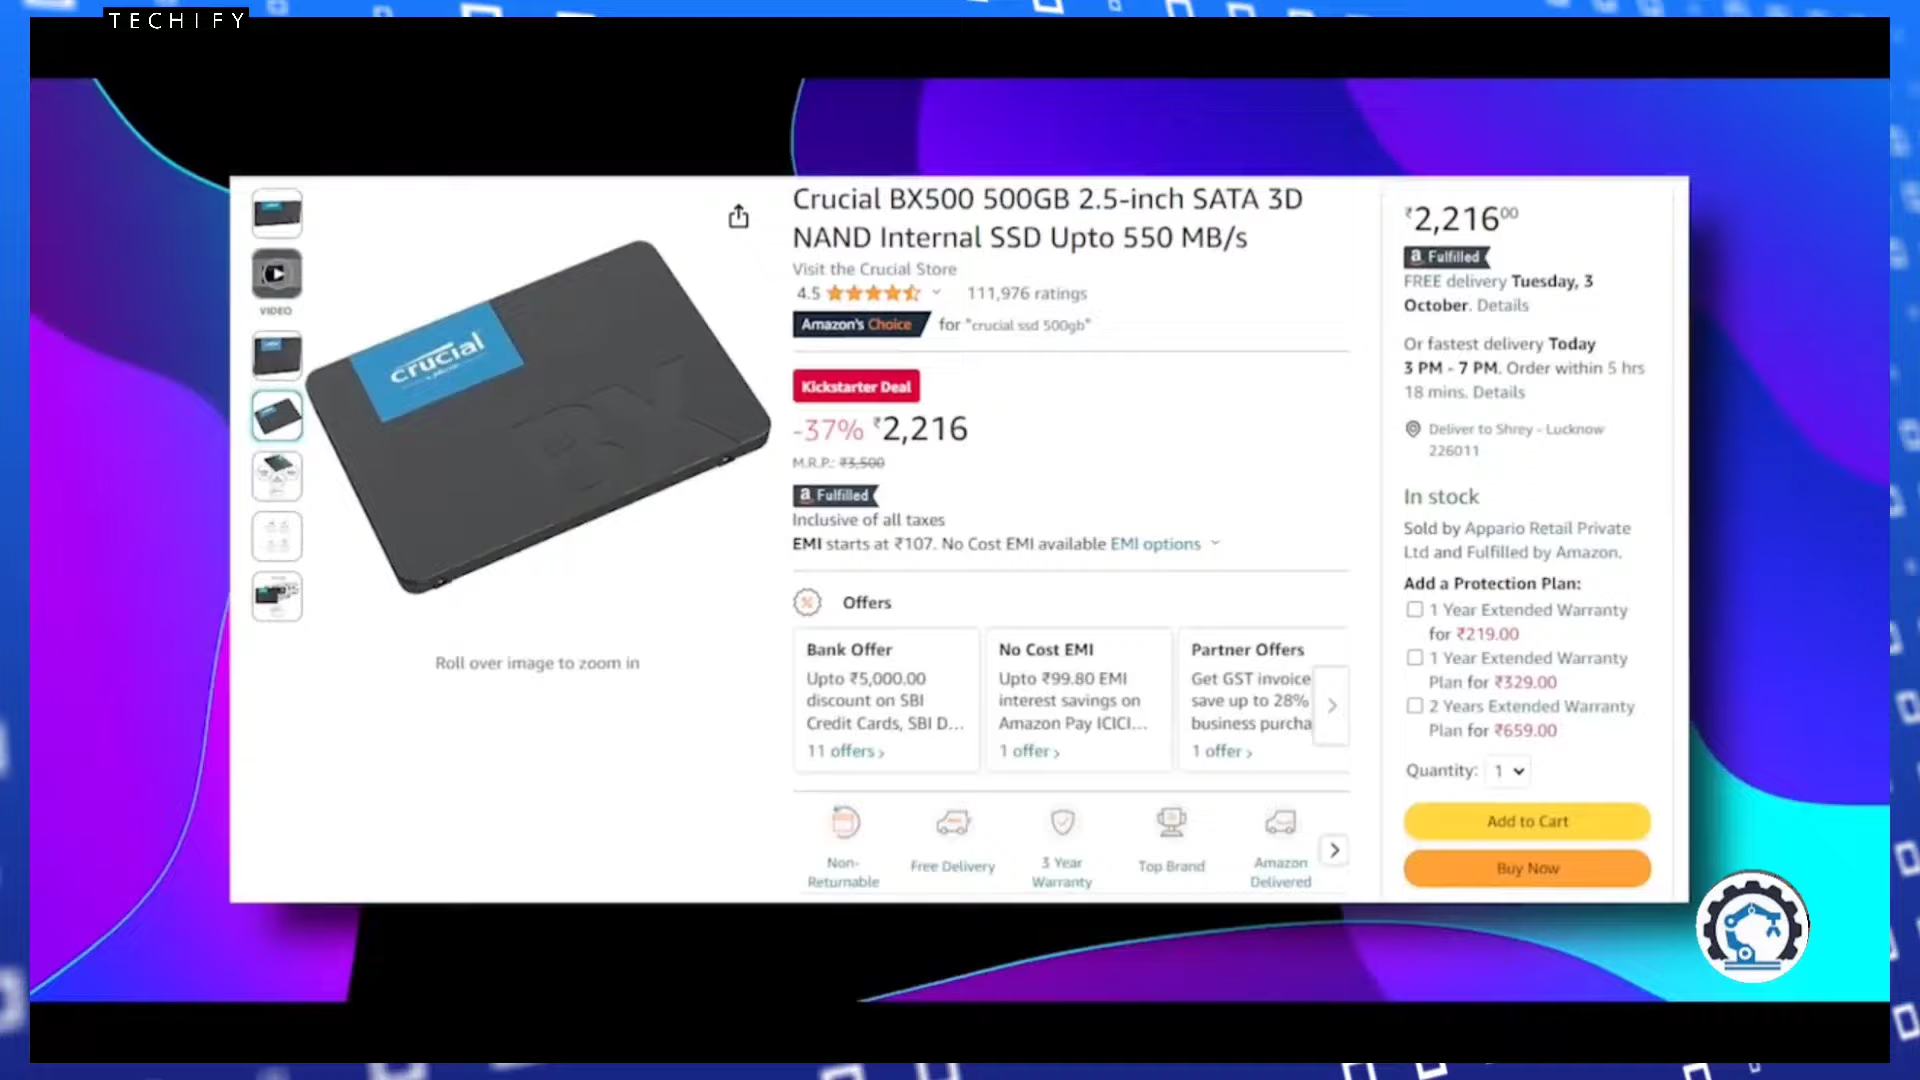 TECHIFY
Crucial BX500 500GB 2.5-inch SATA 3D
NAND Internal SSD Upto 550 MB/s
Visit the Crucial Store
4.5
111,976 ratings
Amazon's Choice for "crucial ssd 500gb"
Kickstarter Deal
-37% ₹2,216
M.R.P.: ₹3,500
a Fulfilled
Inclusive of all taxes
EMI starts at ₹107. No Cost EMI available EMI options
Offers
Bank Offer
Upto ₹5,000.00
discount on SBI
Credit Cards, SBI D...
11 offers ›
No Cost EMI
Upto ₹99.80 EMI
interest savings on
Amazon Pay ICICI...
1 offer ›
Partner Offers
Get GST invoice
save up to 28%
business purcha
1 offer ›
Non-
Returnable
Free Delivery
3 Year
Warranty
Top Brand
Amazon
Delivered
VIDEO
crucial
BX
Roll over image to zoom in
₹2,21600
a Fulfilled
FREE delivery Tuesday, 3
October. Details
Or fastest delivery Today
3 PM - 7 PM. Order within 5 hrs
18 mins. Details
Deliver to Shrey - Lucknow
226011
In stock
Sold by Appario Retail Private
Ltd and Fulfilled by Amazon.
Add a Protection Plan:
1 Year Extended Warranty
for ₹219.00
1 Year Extended Warranty
Plan for ₹329.00
2 Years Extended Warranty
Plan for ₹659.00
Quantity: 1
Add to Cart
Buy Now